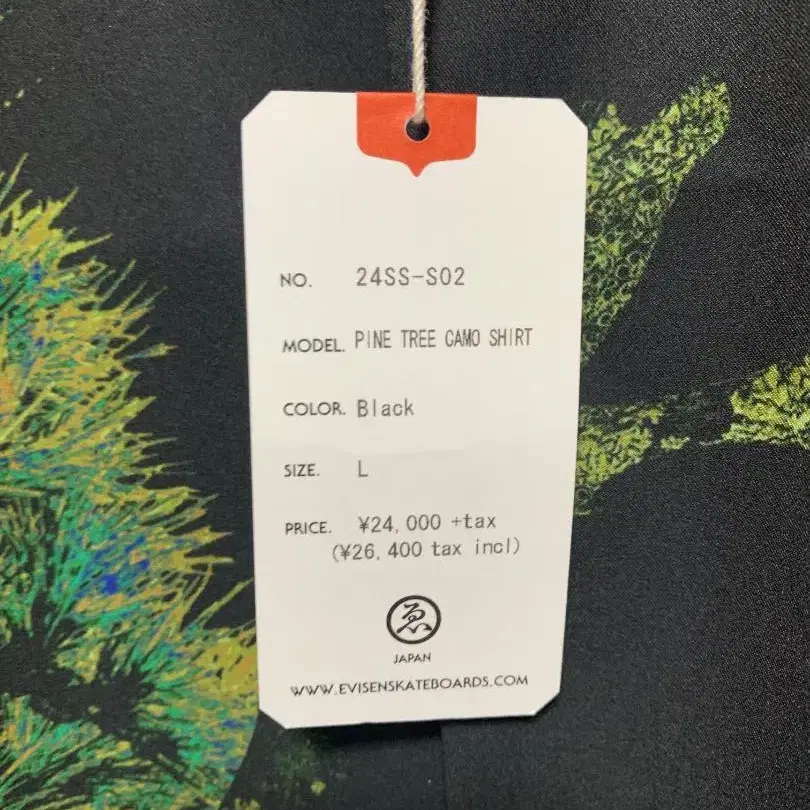 NO. 24SS-S02
MODEL. PINE TREE CAMO SHIRT
COLOR. Black
SIZE. L
PRICE. ¥24,000 +tax
(¥26,400 tax incl)
ゑ
JAPAN
WWW.EVISENSKATEBOARDS.COM